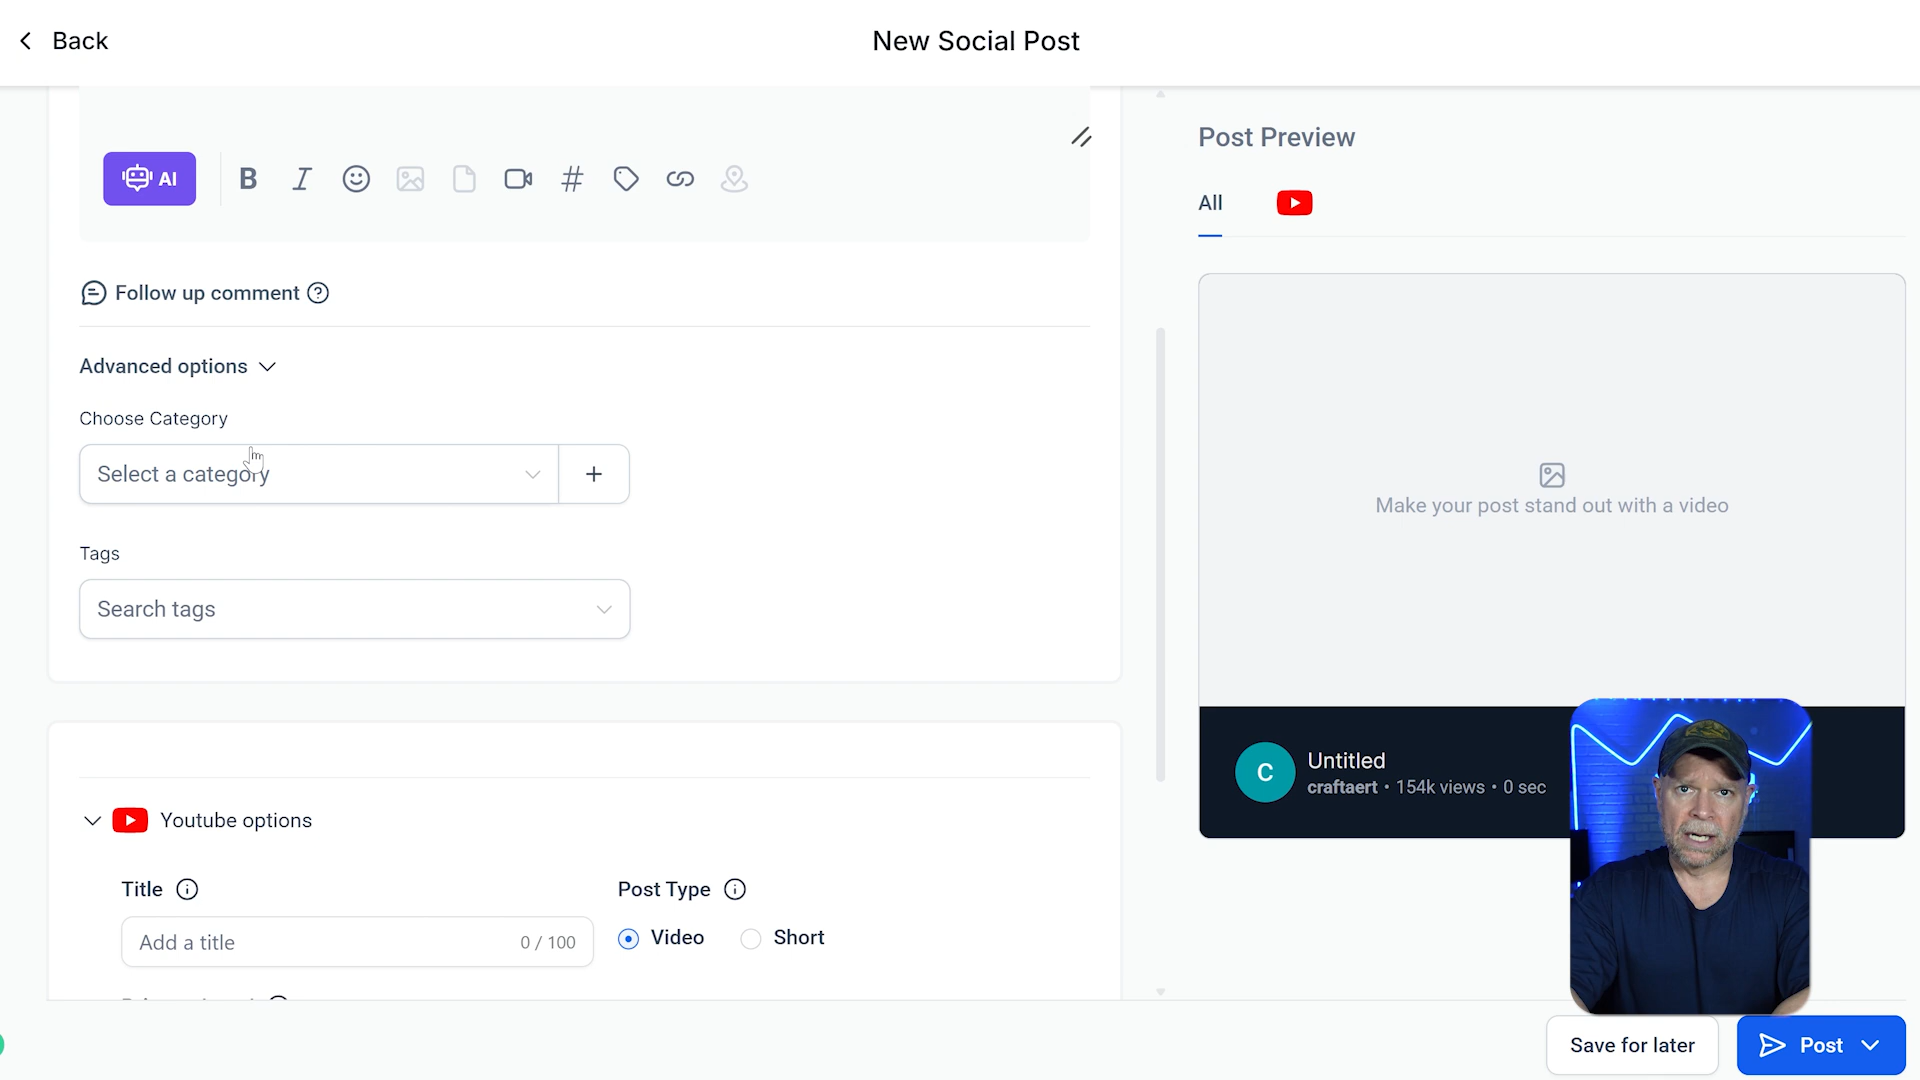 Back
New Social Post
AI
B
I
#
Follow up comment
Advanced options
Choose Category
Select a category
+
Tags
Search tags
Youtube options
Title
Post Type
Add a title
0 / 100
Video
Short
Post Preview
All
Make your post stand out with a video
C
Untitled
craftaert • 154k views • 0 sec
Save for later
Post